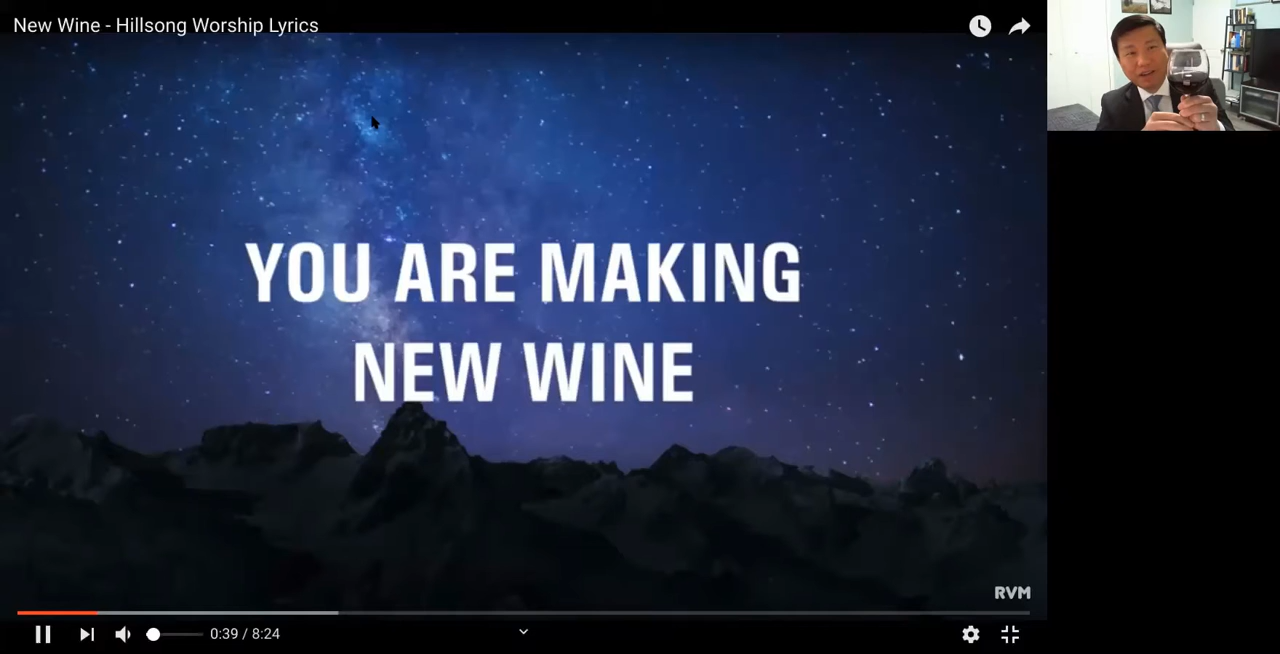 New Wine - Hillsong Worship Lyrics
YOU ARE MAKING
NEW WINE
RVM
0:39 / 8:24